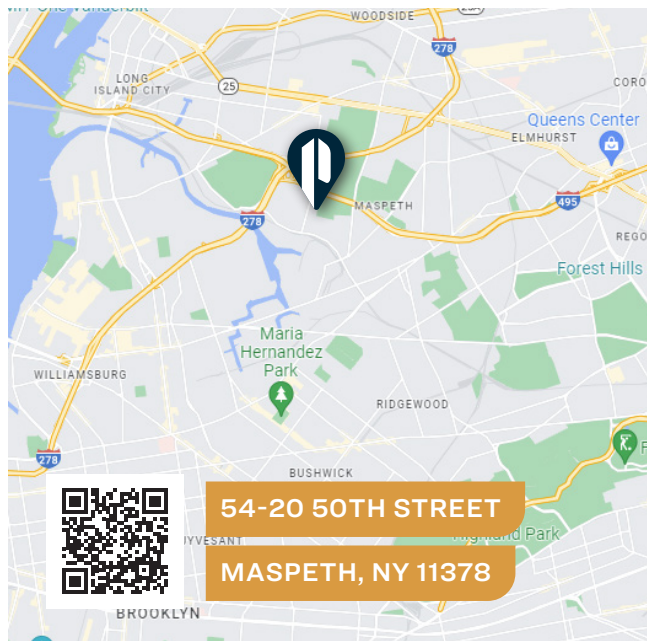 WOODSIDE
278
LONG
ISLAND CITY
25
CORO
Queens Center
ELMHURST
MASPETH
495
278
REGO
Forest Hills
Maria
Hernandez
Park
WILLIAMSBURG
RIDGEWOOD
278
BUSHWICK
54-20 50TH STREET
YVESANT
Park
MASPETH, NY 11378
BROOKLYN